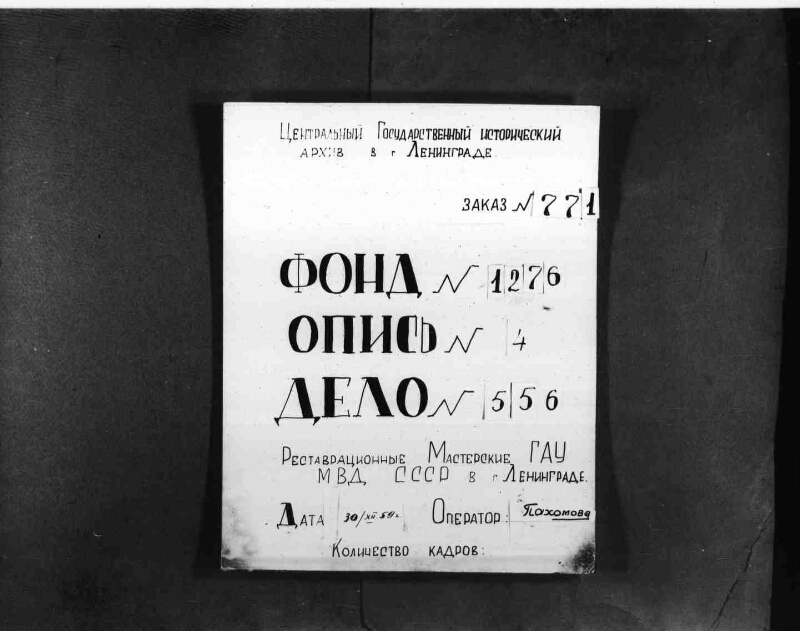 Центральный Государственный исторический
архив в г Ленинграде.
заказ № 771
ФОНД № 1276
ОПИСЬ № 4
ДЕЛО № 556
Реставрационные Мастерские ГАУ
МВД СССР в г Ленинграде.
Дата 30/XII 59 г. Оператор: Пахомова
Количество кадров: